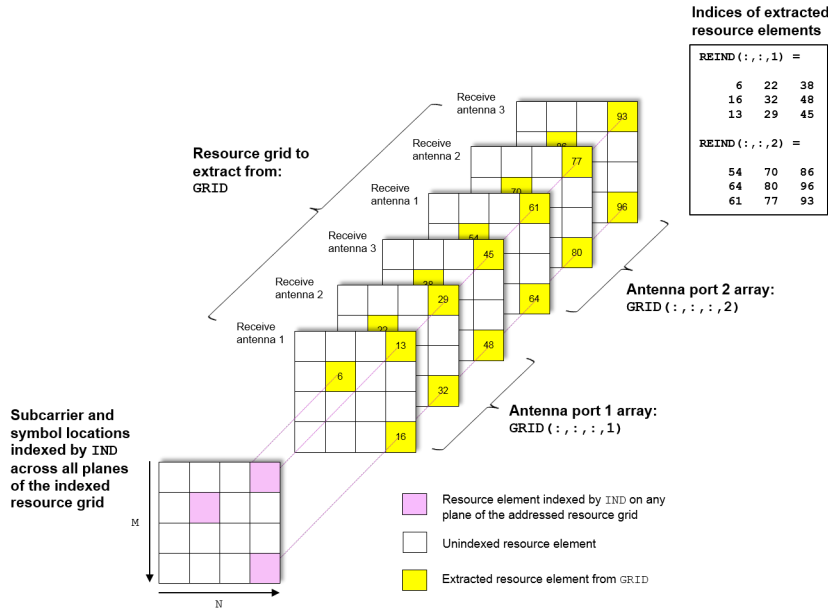 Indices of extracted
resource elements
REIND(:,:,1) =
6 22 38
16 32 48
13 29 45
REIND(:,:,2) =
54 70 86
64 80 96
61 77 93
Resource grid to
extract from:
GRID
Receive
antenna 3
93
86
96
Receive
antenna 2
77
70
80
Receive
antenna 1
61
54
64
Receive
antenna 3
45
38
48
Receive
antenna 2
29
22
32
Receive
antenna 1
13
6
16
Antenna port 2 array:
GRID(:,:,:,2)
Antenna port 1 array:
GRID(:,:,:,1)
Subcarrier and
symbol locations
indexed by IND
across all planes
of the indexed
resource grid
M
N
Resource element indexed by IND on any
plane of the addressed resource grid
Unindexed resource element
Extracted resource element from GRID